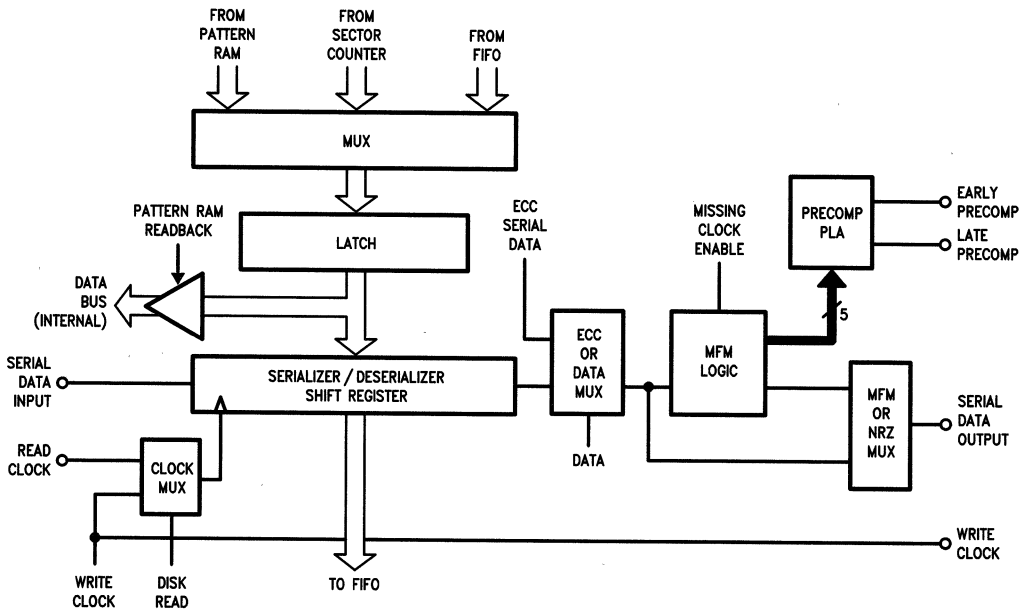 FROM
PATTERN
RAM
FROM
SECTOR
COUNTER
FROM
FIFO
MUX
PATTERN RAM
READBACK
LATCH
ECC
SERIAL
DATA
MISSING
CLOCK
ENABLE
PRECOMP
PLA
EARLY
PRECOMP
LATE
PRECOMP
DATA
BUS
(INTERNAL)
5
SERIAL
DATA
INPUT
SERIALIZER / DESERIALIZER
SHIFT REGISTER
ECC
OR
DATA
MUX
MFM
LOGIC
MFM
OR
NRZ
MUX
SERIAL
DATA
OUTPUT
READ
CLOCK
CLOCK
MUX
DATA
WRITE
CLOCK
DISK
READ
TO FIFO
WRITE
CLOCK